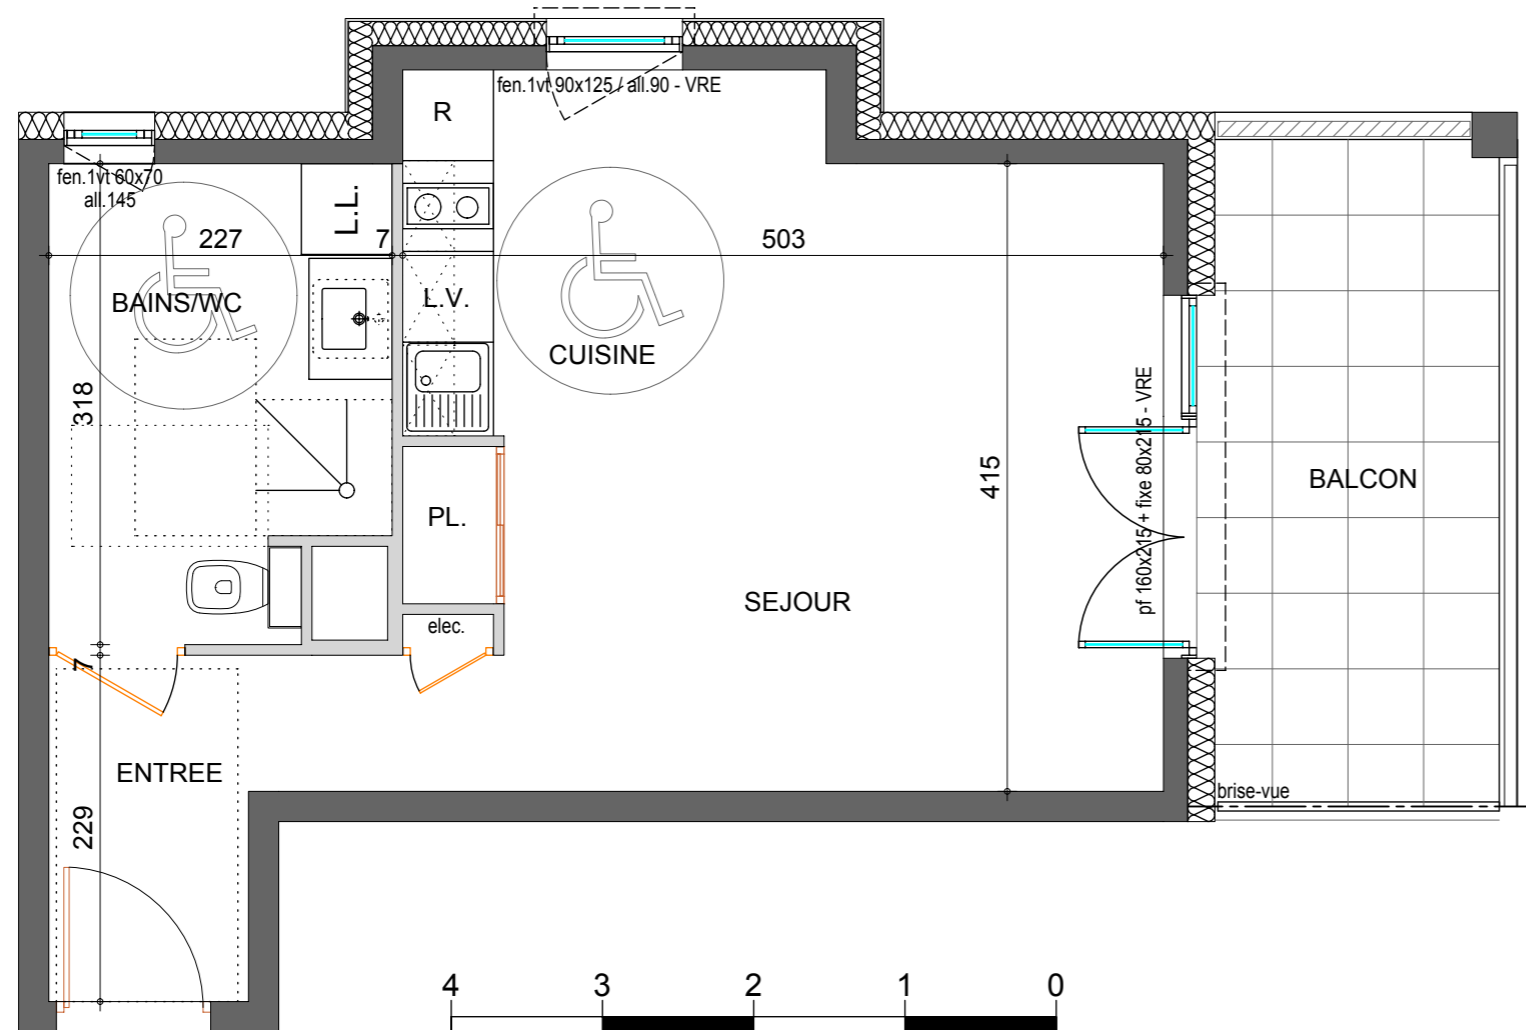 fen.1vt 90x125 / all.90 - VRE
R
fen.1vt 60x70
all.145
L.L.
227
7
503
BAINS/WC
L.V.
CUISINE
318
415
pf 160x215 + fixe 80x215 - VRE
BALCON
PL.
SEJOUR
elec.
7
ENTREE
brise-vue
229
4 3 2 1 0